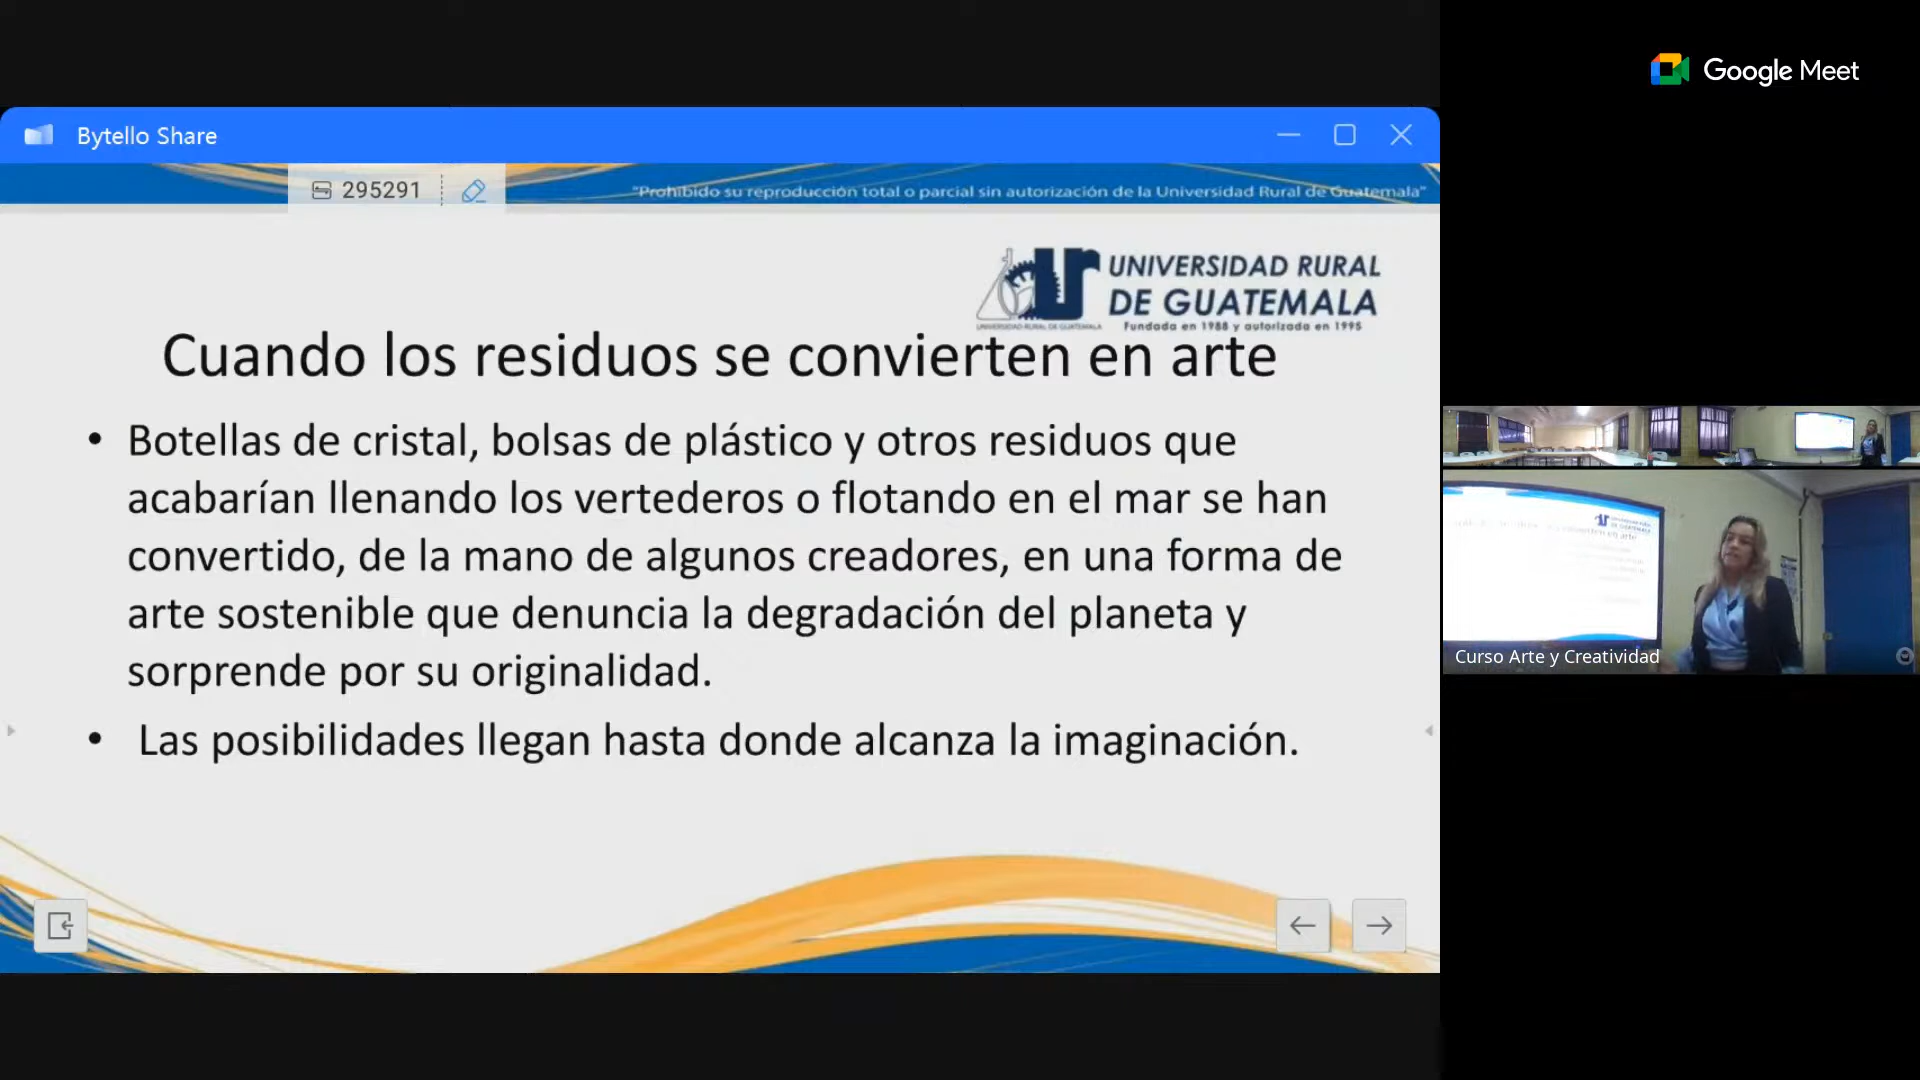 Google Meet
Bytello Share
295291
"Prohibido su reproducción total o parcial sin autorización de la Universidad Rural de Guatemala"
UNIVERSIDAD RURAL
DE GUATEMALA
UNIVERSIDAD RURAL DE GUATEMALA
Fundada en 1988 y autorizada en 1995
Cuando los residuos se convierten en arte
• Botellas de cristal, bolsas de plástico y otros residuos que
acabarían llenando los vertederos o flotando en el mar se han
convertido, de la mano de algunos creadores, en una forma de
arte sostenible que denuncia la degradación del planeta y
sorprende por su originalidad.
• Las posibilidades llegan hasta donde alcanza la imaginación.
Curso Arte y Creatividad